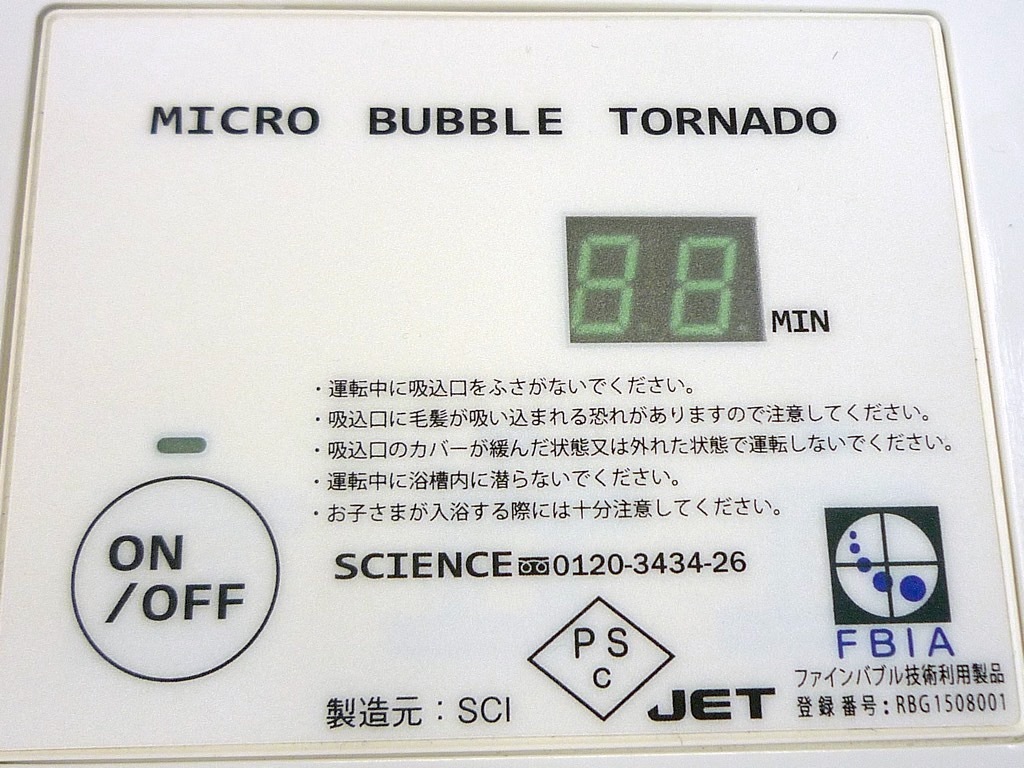 MICRO BUBBLE TORNADO
88 MIN
・運転中に吸込口をふさがないでください。
・吸込口に毛髪が吸い込まれる恐れがありますので注意してください。
・吸込口のカバーが緩んだ状態又は外れた状態で運転しないでください。
・運転中に浴槽内に潜らないでください。
・お子さまが入浴する際には十分注意してください。
ON
/OFF
SCIENCE 0120-3434-26
PS
C
JET
製造元：SCI
FBIA
ファインバブル技術利用製品
登録番号：RBG1508001